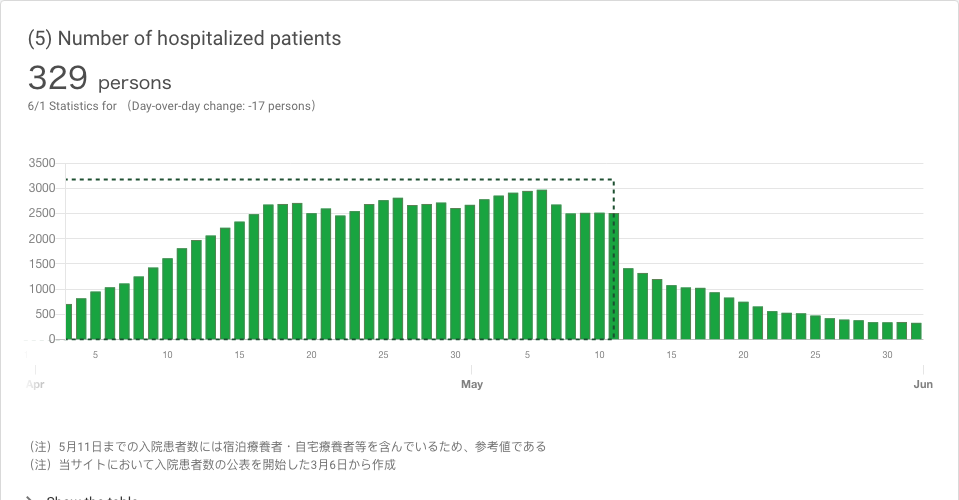 (5) Number of hospitalized patients
329 persons
6/1 Statistics for （Day-over-day change: -17 persons）
3500
3000
2500
2000
1500
1000
500
0
5 10 15 20 25 30 5 10 15 20 25 30
Apr May Jun
（注）5月11日までの入院患者数には宿泊療養者・自宅療養者等を含んでいるため、参考値である
（注）当サイトにおいて入院患者数の公表を開始した3月6日から作成
Show the table